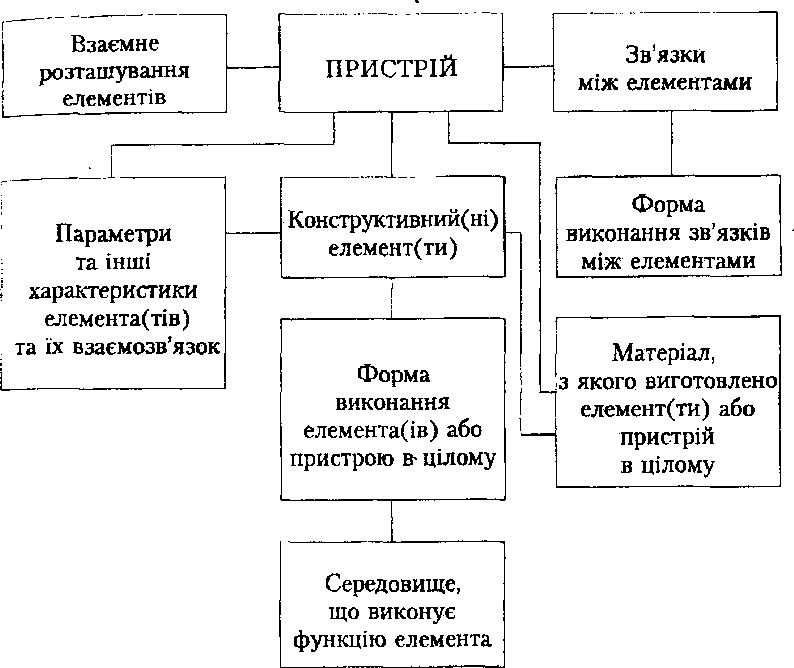 Взаємне
розташування
елементів
ПРИСТРІЙ
Зв'язки
між елементами
Параметри
та інші
характеристики
елемента(тів)
та їх взаємозв'язок
Конструктивний(ні)
елемент(ти)
Форма
виконання зв'язків
між елементами
Форма
виконання
елемента(ів) або
пристрою в цілому
Матеріал,
з якого виготовлено
елемент(ти) або
пристрій
в цілому
Середовище,
що виконує
функцію елемента